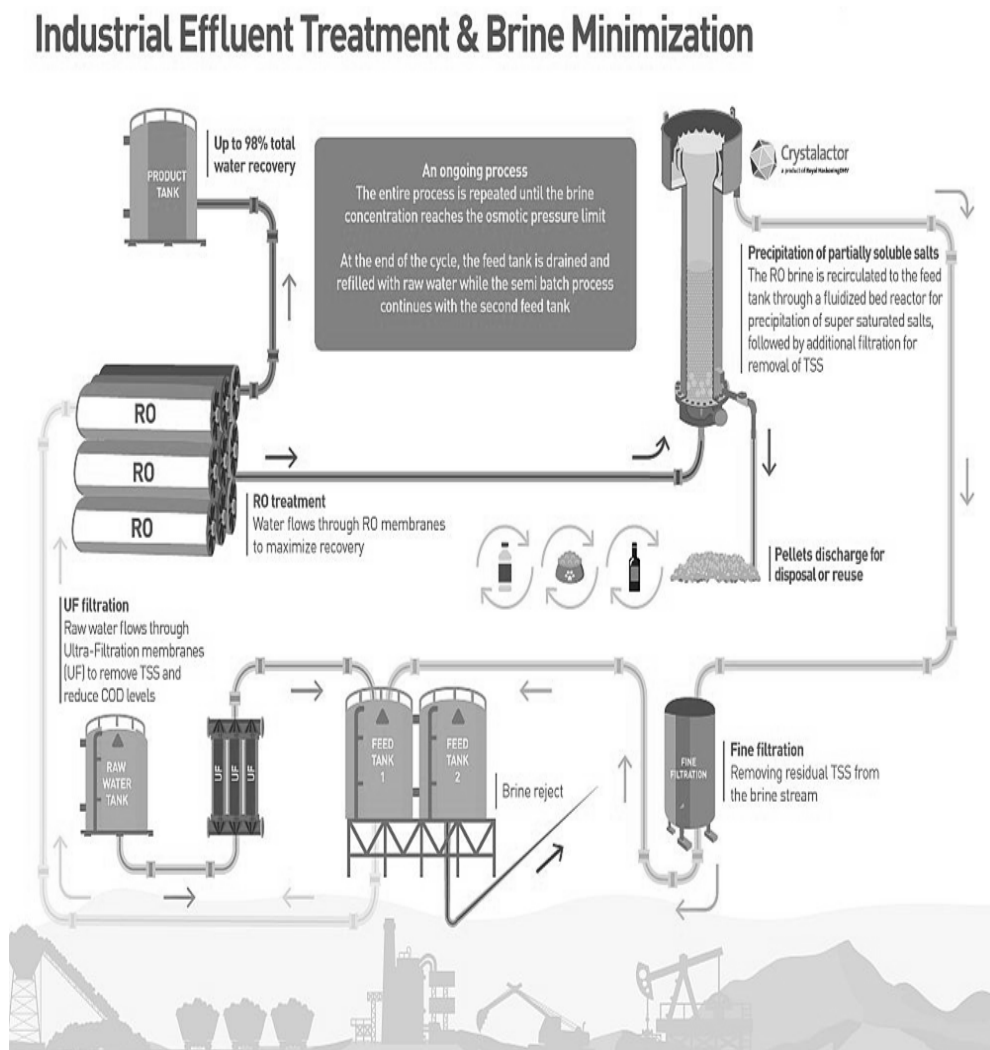 Industrial Effluent Treatment & Brine Minimization
PRODUCT
TANK
Up to 98% total
water recovery
An ongoing process
The entire process is repeated until the brine
concentration reaches the osmotic pressure limit
At the end of the cycle, the feed tank is drained and
refilled with raw water while the semi batch process
continues with the second feed tank
Crystalactor
a product of Royal HaskoningDHV
Precipitation of partially soluble salts
The RO brine is recirculated to the feed
tank through a fluidized bed reactor for
precipitation of super saturated salts,
followed by additional filtration for
removal of TSS
RO
RO
RO
RO treatment
Water flows through RO membranes
to maximize recovery
Pellets discharge for
disposal or reuse
UF filtration
Raw water flows through
Ultra-Filtration membranes
(UF) to remove TSS and
reduce COD levels
RAW
WATER
TANK
UF
UF
UF
FEED
TANK
1
FEED
TANK
2
Brine reject
FINE
FILTRATION
Fine filtration
Removing residual TSS from
the brine stream